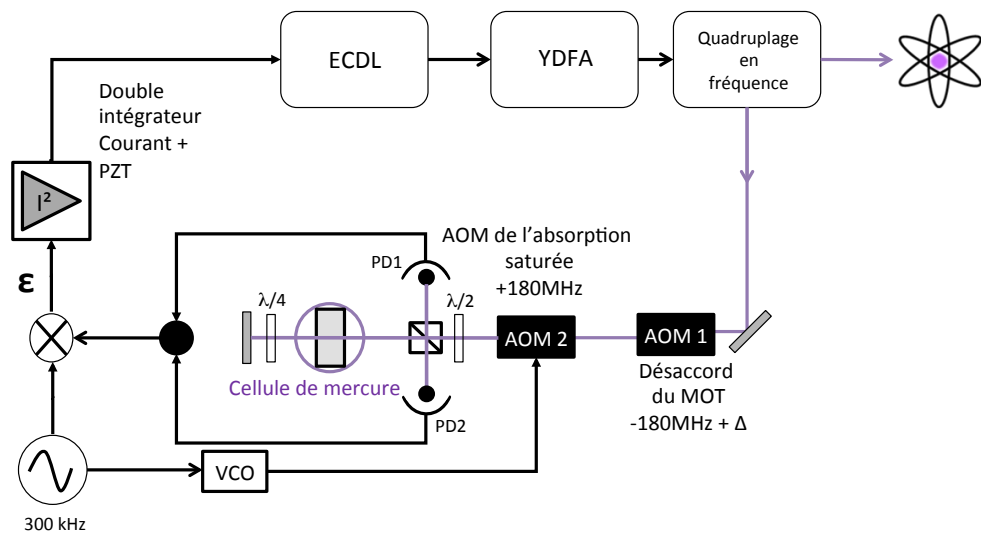 ECDL
YDFA
Quadruplage
en
fréquence
Double
intégrateur
Courant +
PZT
I²
ε
AOM de l'absorption
saturée
+180MHz
PD1
λ/4
λ/2
AOM 2
AOM 1
Cellule de mercure
Désaccord
du MOT
-180MHz + Δ
PD2
VCO
300 kHz